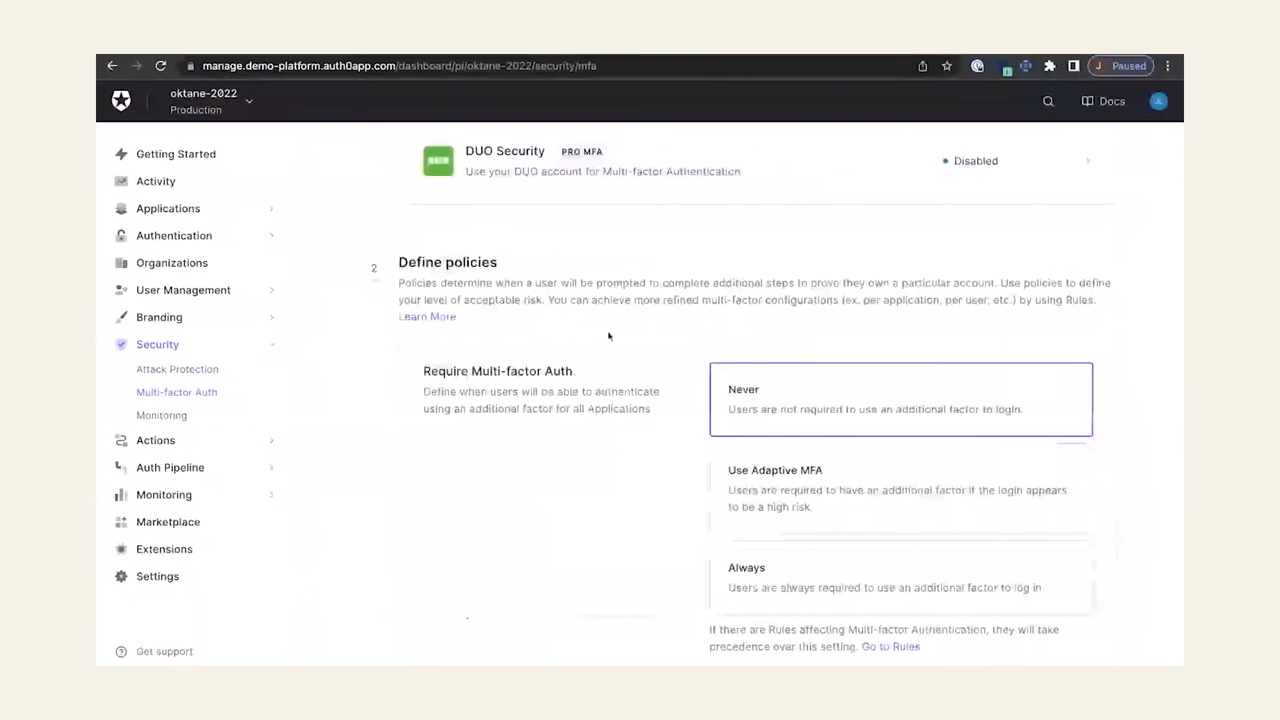 manage.demo-platform.auth0app.com/dashboard/pi/oktane-2022/security/mfa
J Paused
oktane-2022
Production
Docs
Getting Started
Activity
Applications
Authentication
Organizations
User Management
Branding
Security
Attack Protection
Multi-factor Auth
Monitoring
Actions
Auth Pipeline
Monitoring
Marketplace
Extensions
Settings
Get support
DUO Security PRO MFA
Use your DUO account for Multi-factor Authentication.
Disabled
2 Define policies
Policies determine when a user will be prompted to complete additional steps to prove they own a particular account. Use policies to define
your level of acceptable risk. You can achieve more refined multi-factor configurations (ex. per application, per user, etc.) by using Rules.
Learn More
Require Multi-factor Auth.
Define when users will be able to authenticate
using an additional factor for all Applications
Never
Users are not required to use an additional factor to login.
Use Adaptive MFA
Users are required to have an additional factor if the login appears
to be a high risk.
Always
Users are always required to use an additional factor to log in.
If there are Rules affecting Multi-factor Authentication, they will take
precedence over this setting. Go to Rules